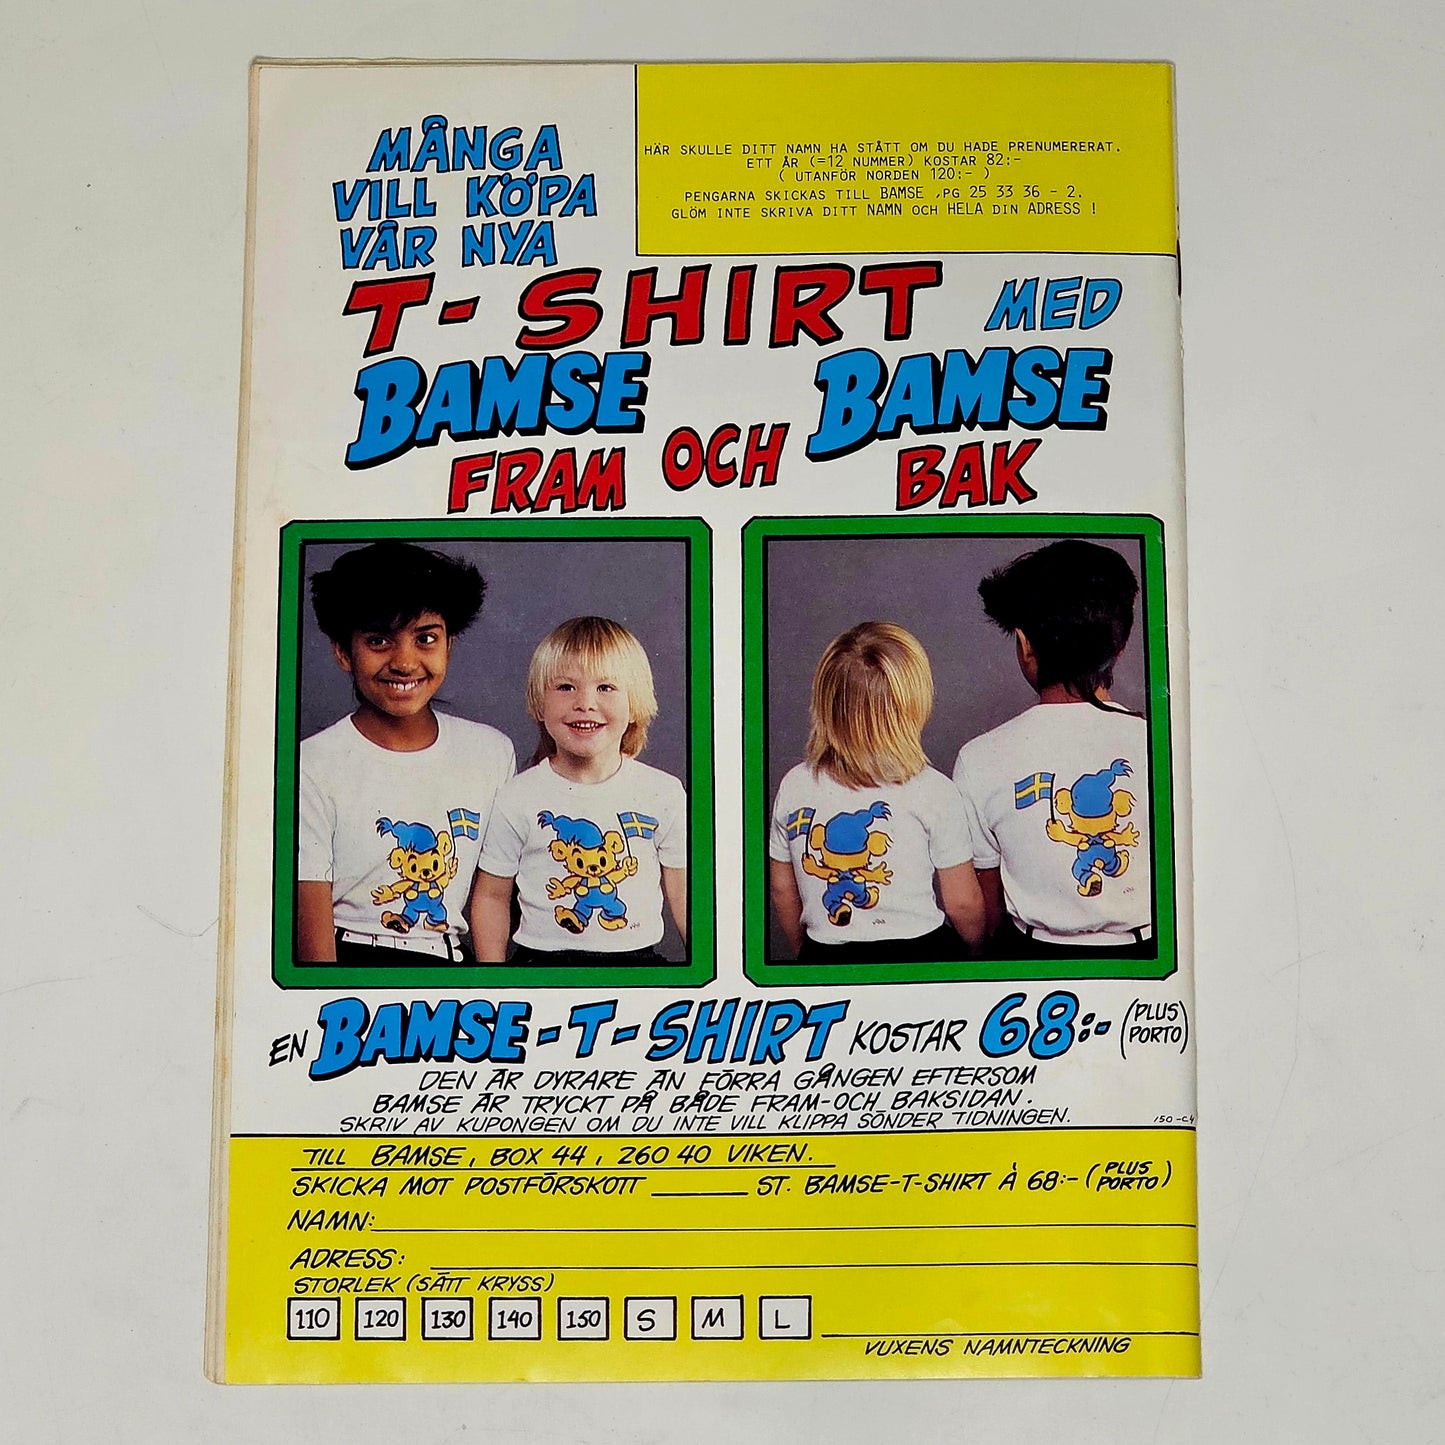 HÄR SKULLE DITT NAMN HA STÅTT OM DU HADE PRENUMERERAT.
ETT ÅR (=12 NUMMER) KOSTAR 82:-
( UTANFÖR NORDEN 120:- )
PENGARNA SKICKAS TILL BAMSE ,PG 25 33 36 - 2.
GLÖM INTE SKRIVA DITT NAMN OCH HELA DIN ADRESS !
MÅNGA
VILL KÖPA
VÅR NYA
T-SHIRT MED
BAMSE BAMSE
FRAM OCH BAK
EN BAMSE-T-SHIRT KOSTAR 68:- (PLUS PORTO)
DEN ÄR DYRARE ÄN FÖRRA GÅNGEN EFTERSOM
BAMSE ÄR TRYCKT PÅ BÅDE FRAM-OCH BAKSIDAN.
SKRIV AV KUPONGEN OM DU INTE VILL KLIPPA SÖNDER TIDNINGEN.
150-C4
TILL BAMSE, BOX 44, 260 40 VIKEN.
SKICKA MOT POSTFÖRSKOTT ______ ST. BAMSE-T-SHIRT À 68:- (PLUS PORTO)
NAMN:
ADRESS:
STORLEK (SÄTT KRYSS)
110 120 130 140 150 S M L
VUXENS NAMNTECKNING